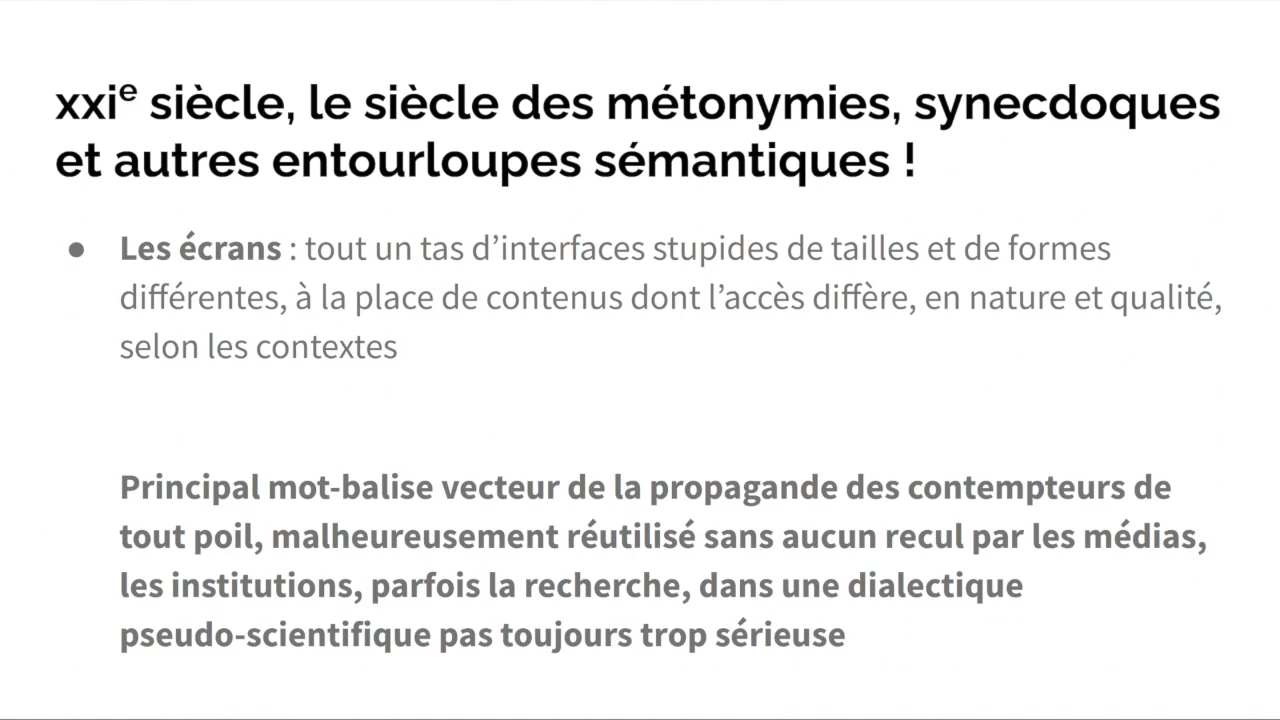 xxiᵉ siècle, le siècle des métonymies, synecdoques
et autres entourloupes sémantiques !
● Les écrans : tout un tas d’interfaces stupides de tailles et de formes
différentes, à la place de contenus dont l’accès diffère, en nature et qualité,
selon les contextes
Principal mot-balise vecteur de la propagande des contempteurs de
tout poil, malheureusement réutilisé sans aucun recul par les médias,
les institutions, parfois la recherche, dans une dialectique
pseudo-scientifique pas toujours trop sérieuse